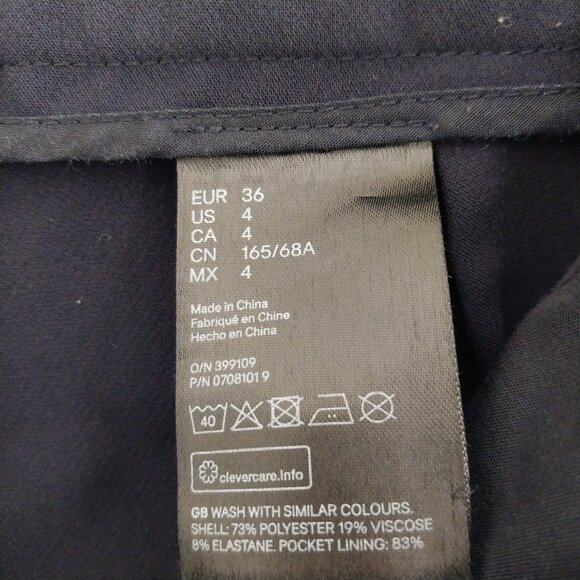 EUR 36
US 4
CA 4
CN 165/68A
MX 4
Made in China
Fabriqué en Chine
Hecho en China
O/N 399109
P/N 0708101 9
40
clevercare.info
GB WASH WITH SIMILAR COLOURS.
SHELL: 73% POLYESTER 19% VISCOSE
8% ELASTANE. POCKET LINING: 83%